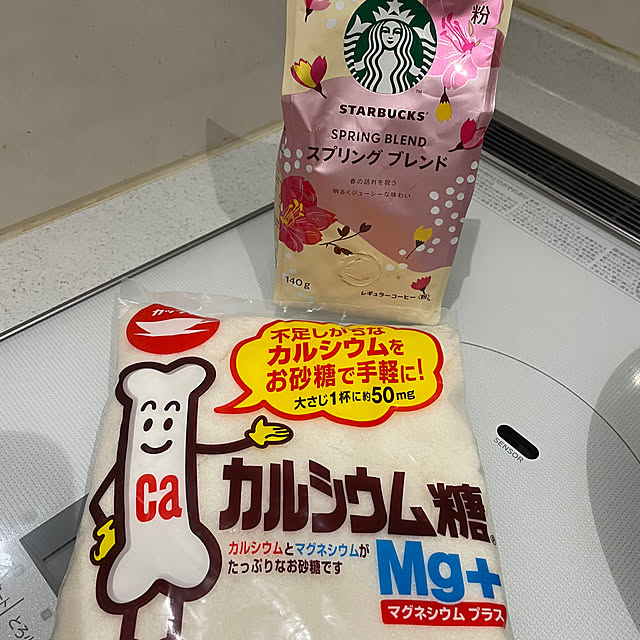 粉
STARBUCKS
SPRING BLEND
スプリング ブレンド
春の訪れを祝う
明るくジューシーな味わい
140g
レギュラーコーヒー（粉）
不足しがちな
カルシウムを
お砂糖で手軽に!
大さじ1杯に約50mg
ca
カルシウム糖®
カルシウムとマグネシウムが
たっぷりなお砂糖です
Mg+
マグネシウム プラス
SENSOR